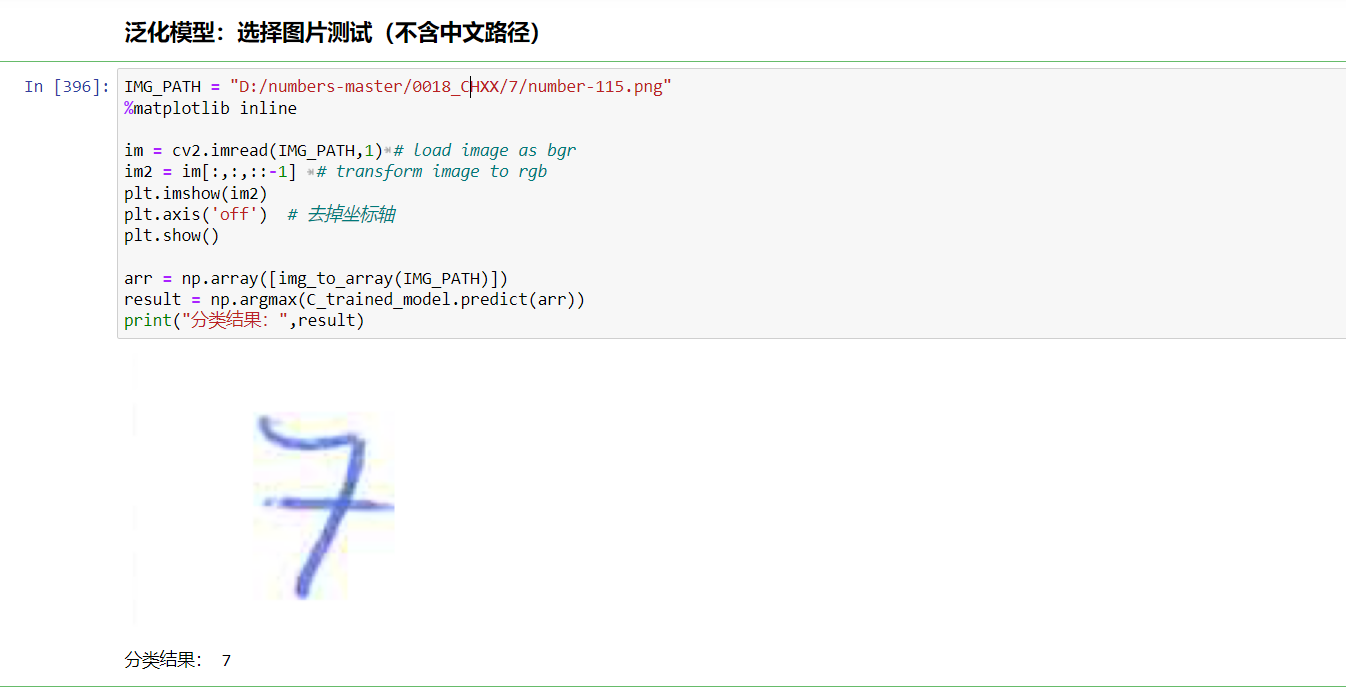 泛化模型：选择图片测试（不含中文路径）
In [396]:
IMG_PATH = "D:/numbers-master/0018_CHXX/7/number-115.png"
%matplotlib inline
im = cv2.imread(IMG_PATH,1) # load image as bgr
im2 = im[:,:,::-1] # transform image to rgb
plt.imshow(im2)
plt.axis('off')  # 去掉坐标轴
plt.show()
arr = np.array([img_to_array(IMG_PATH)])
result = np.argmax(C_trained_model.predict(arr))
print("分类结果：",result)
7
分类结果： 7